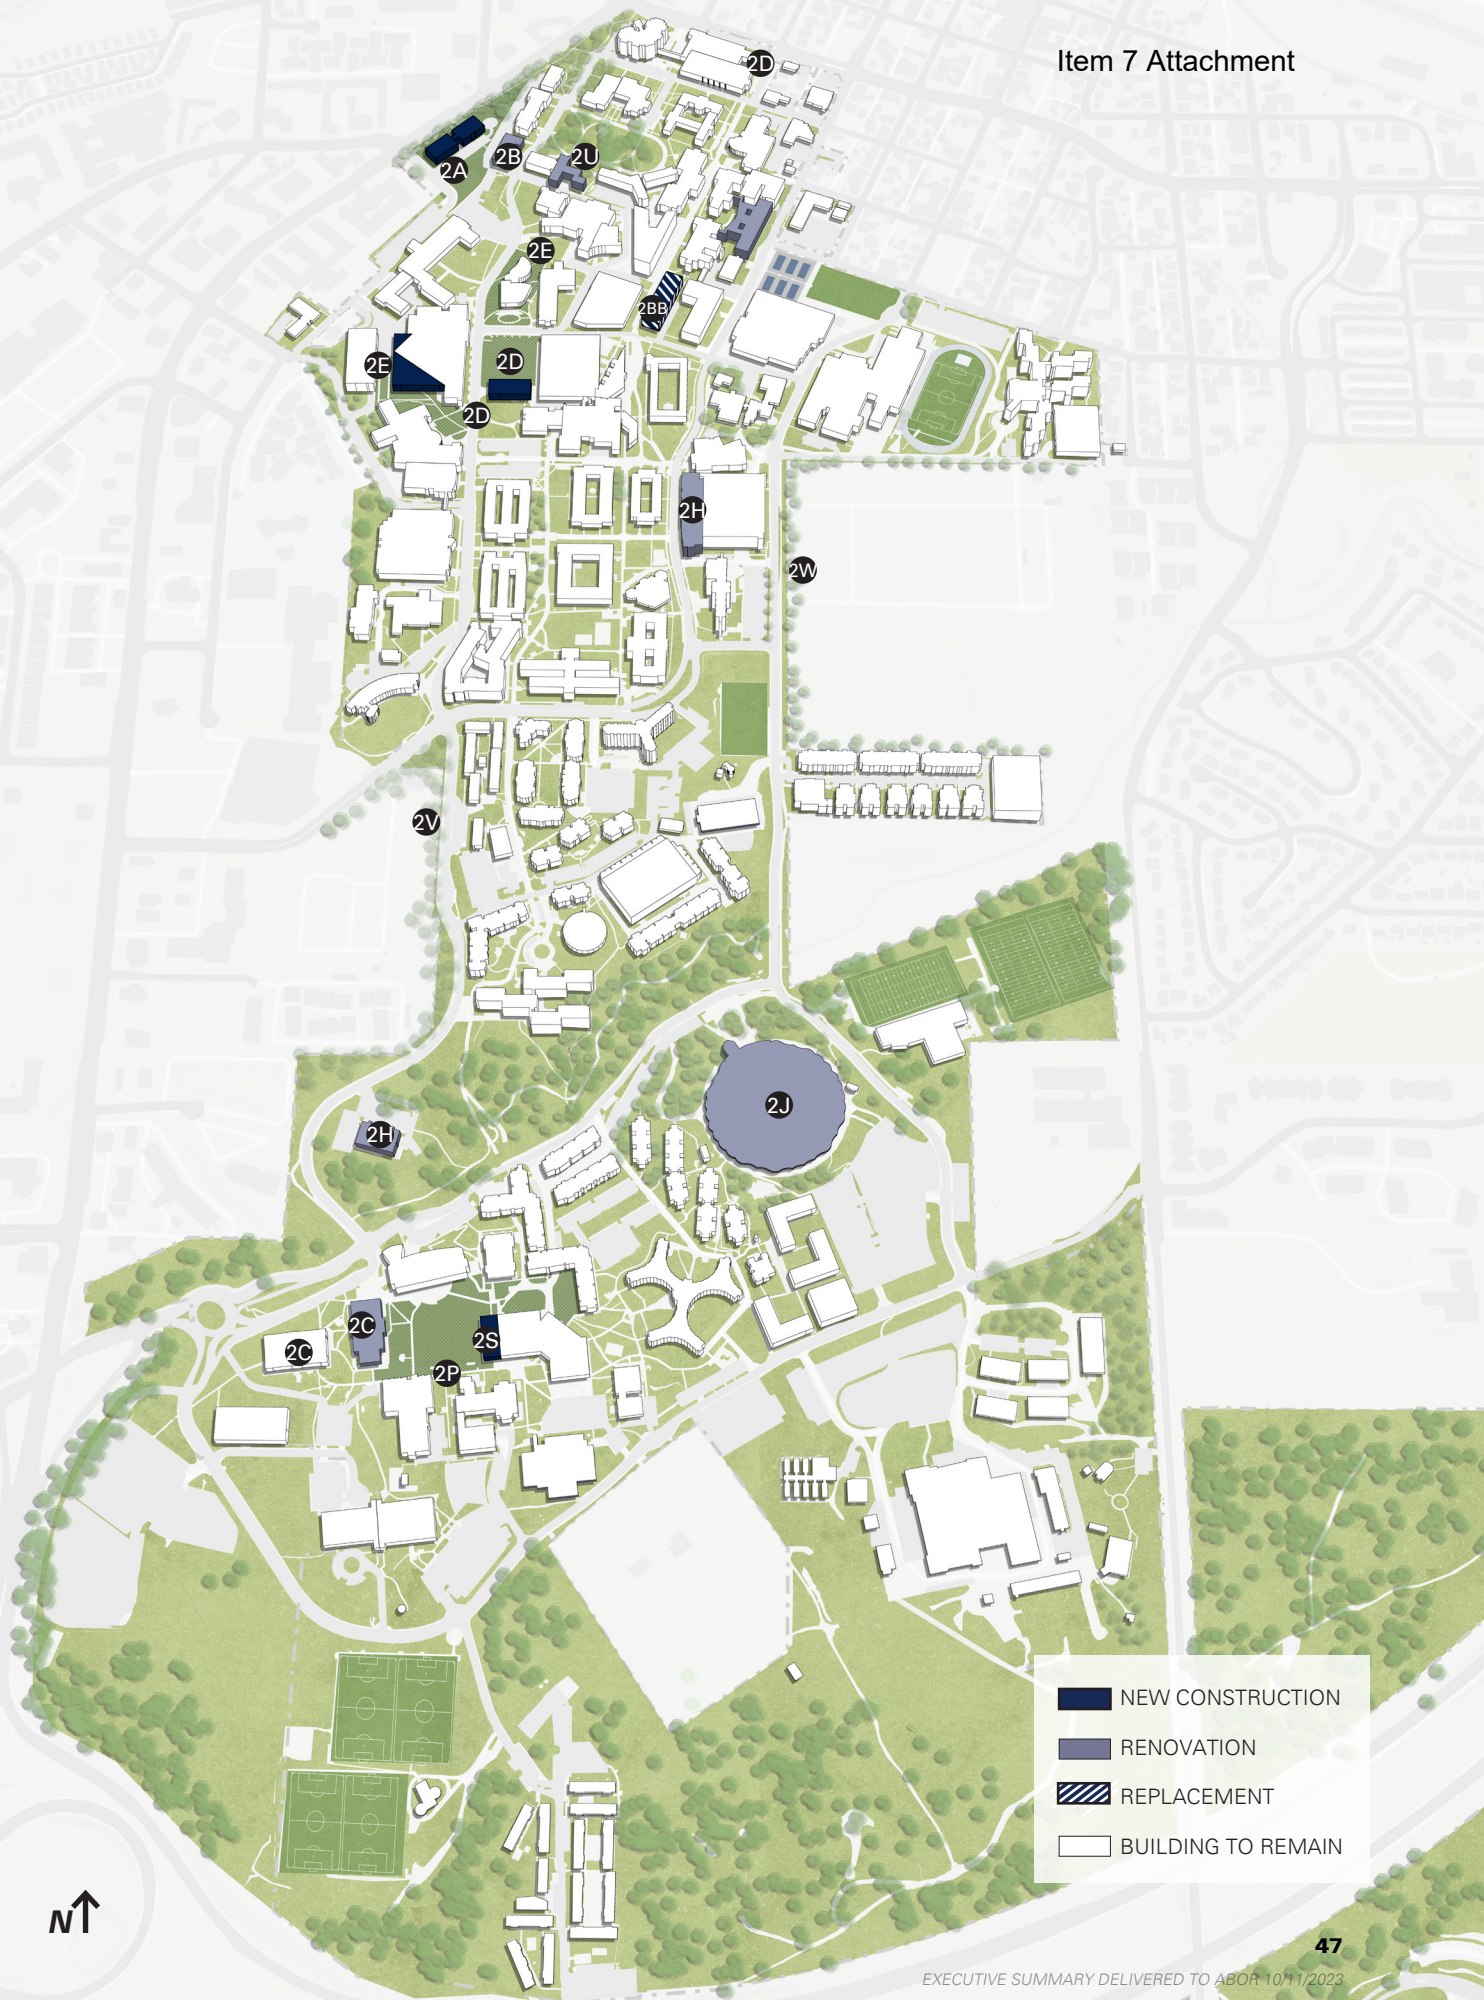 Item 7 Attachment
2D
2A
2B
2U
2E
2BB
2E
2D
2D
2H
2W
2V
2J
2H
2C
2C
2S
2P
NEW CONSTRUCTION
RENOVATION
REPLACEMENT
BUILDING TO REMAIN
N
47
EXECUTIVE SUMMARY DELIVERED TO ABOR 10/11/2023